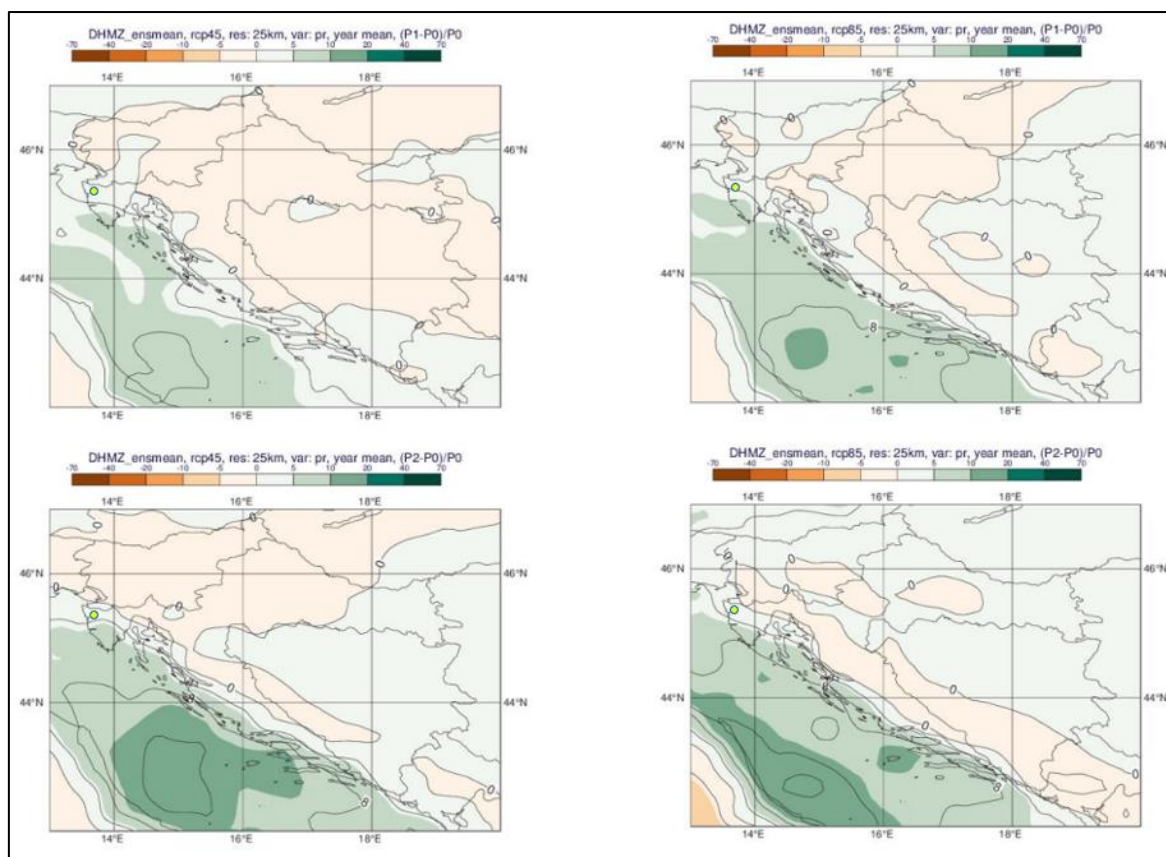 DHMZ_ensmean, rcp45, res: 25km, var: pr, year mean, (P1-P0)/P0
-70 -40 -20 -10 -5 0 5 10 20 40 70
14°E 16°E 18°E
46°N 46°N
44°N 44°N
14°E 16°E 18°E
DHMZ_ensmean, rcp85, res: 25km, var: pr, year mean, (P1-P0)/P0
-70 -40 -20 -10 -5 0 5 10 20 40 70
14°E 16°E 18°E
46°N 46°N
44°N 44°N
8
14°E 16°E 18°E
DHMZ_ensmean, rcp45, res: 25km, var: pr, year mean, (P2-P0)/P0
-70 -40 -20 -10 -5 0 5 10 20 40 70
14°E 16°E 18°E
46°N 46°N
44°N 44°N
8
14°E 16°E 18°E
DHMZ_ensmean, rcp85, res: 25km, var: pr, year mean, (P2-P0)/P0
-70 -40 -20 -10 -5 0 5 10 20 40 70
14°E 16°E 18°E
46°N 46°N
44°N 44°N
8
14°E 16°E 18°E